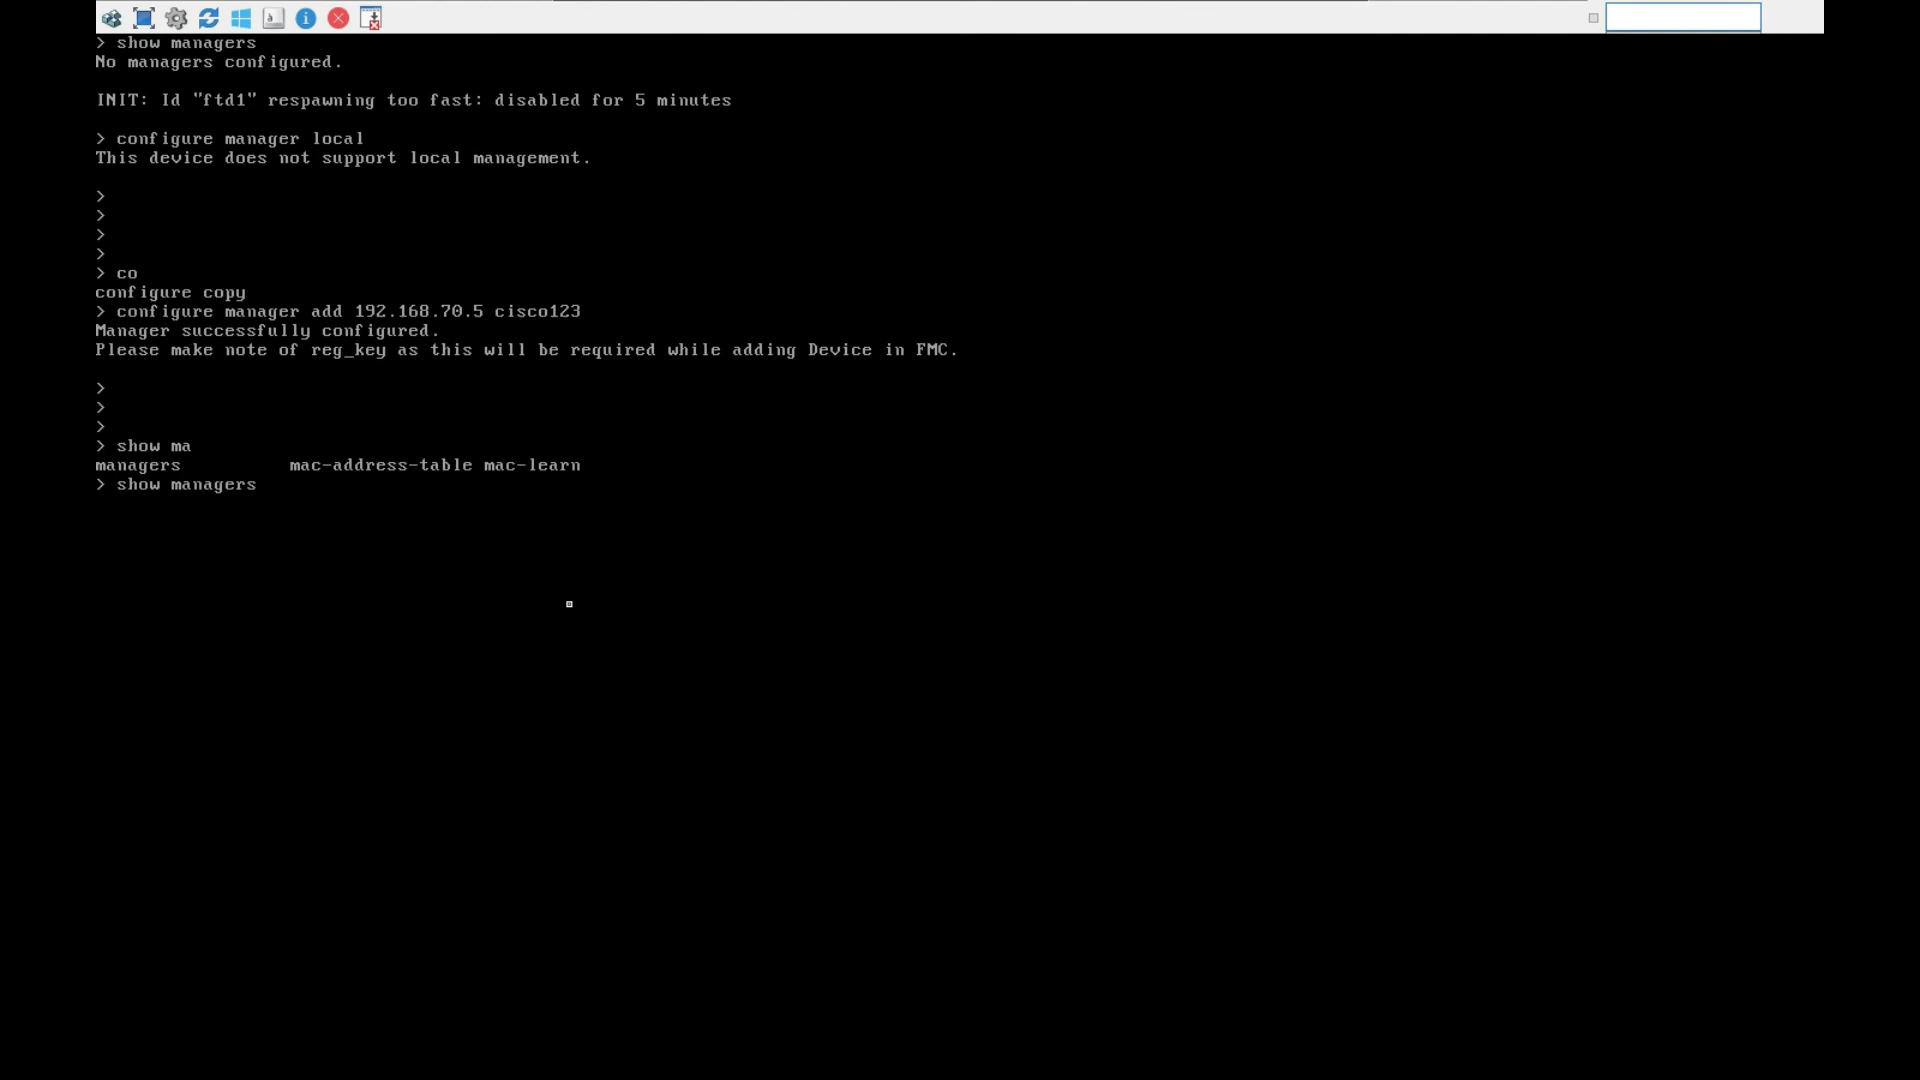 > show managers
No managers configured.
INIT: Id "ftd1" respawning too fast: disabled for 5 minutes
> configure manager local
This device does not support local management.
>
>
>
>
> co
configure copy
> configure manager add 192.168.70.5 cisco123
Manager successfully configured.
Please make note of reg_key as this will be required while adding Device in FMC.
>
>
>
> show ma
managers mac-address-table mac-learn
> show managers